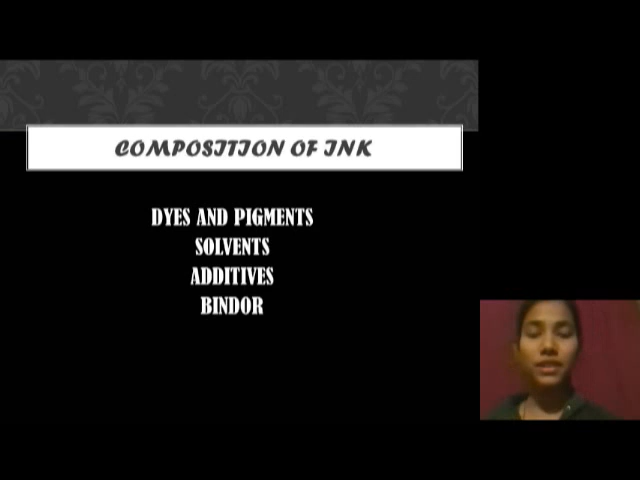 COMPOSITION OF INK
DYES AND PIGMENTS
SOLVENTS
ADDITIVES
BINDOR